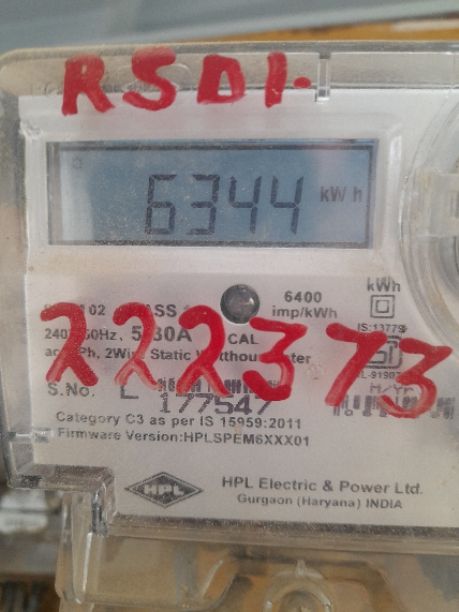 RSD1.
6344 kWh
kWh
6400
imp/kWh
222373
CAL
S.No.
177547
Category C3 as per IS 15959:2011
Firmware Version:HPLSPEM6XXX01
HPL
HPL Electric & Power Ltd.
Gurgaon (Haryana) INDIA